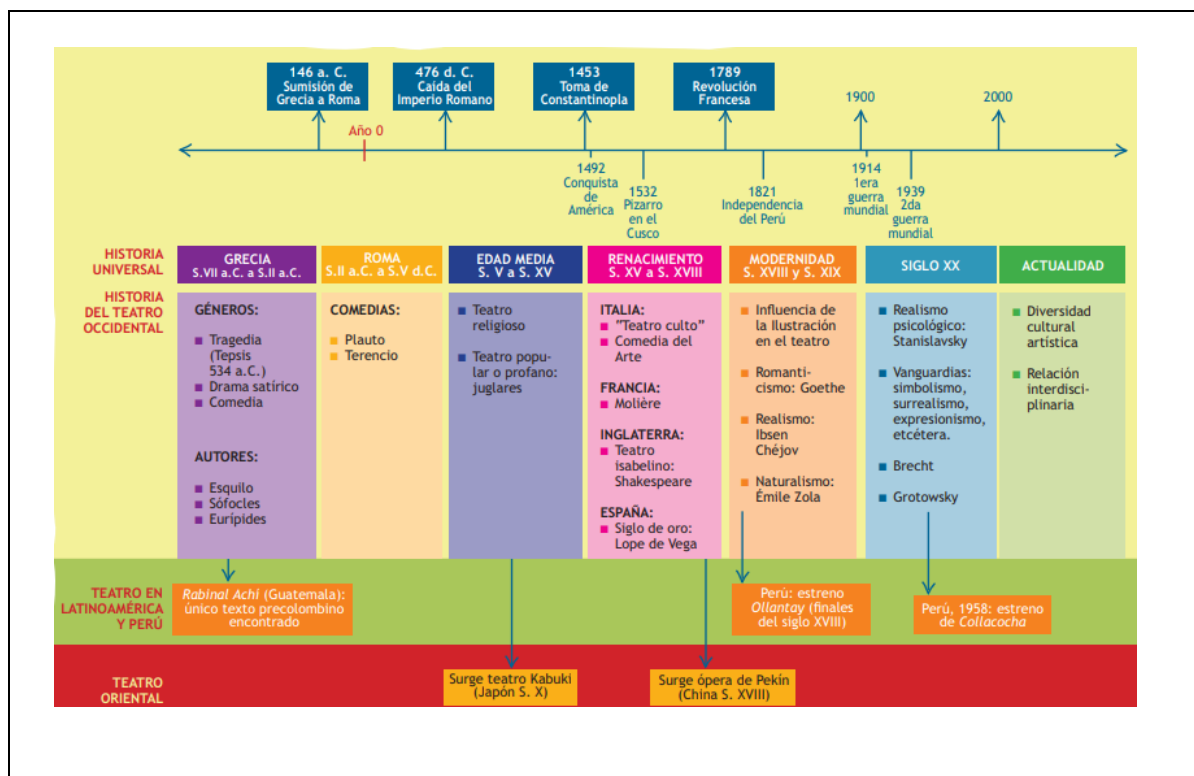 146 a. C.
Sumisión de
Grecia a Roma
476 d. C.
Caída del
Imperio Romano
1453
Toma de
Constantinopla
1789
Revolución
Francesa
1900
2000
Año 0
1492
Conquista
de
América
1532
Pizarro
en el
Cusco
1821
Independencia
del Perú
1914
1era
guerra
mundial
1939
2da
guerra
mundial
HISTORIA
UNIVERSAL
GRECIA
S.VII a.C. a S.II a.C.
ROMA
S.II a.C. a S.V d.C.
EDAD MEDIA
S. V a S. XV
RENACIMIENTO
S. XV a S. XVIII
MODERNIDAD
S. XVIII y S. XIX
SIGLO XX
ACTUALIDAD
HISTORIA
DEL TEATRO
OCCIDENTAL
GÉNEROS:
Tragedia
(Tepsis
534 a.C.)
Drama satírico
Comedia
AUTORES:
Esquilo
Sófocles
Eurípides
COMEDIAS:
Plauto
Terencio
Teatro
religioso
Teatro popu-
lar o profano:
juglares
ITALIA:
"Teatro culto”
Comedia del
Arte
FRANCIA:
Molière
INGLATERRA:
Teatro
isabelino:
Shakespeare
ESPAÑA:
Siglo de oro:
Lope de Vega
Influencia de
la Ilustración
en el teatro
Romanti-
cismo: Goethe
Realismo:
Ibsen
Chéjov
Naturalismo:
Émile Zola
Realismo
psicológico:
Stanislavsky
Vanguardias:
simbolismo,
surrealismo,
expresionismo,
etcétera.
Brecht
Grotowsky
Diversidad
cultural
artística
Relación
interdisci-
plinaria
TEATRO EN
LATINOAMÉRICA
Y PERÚ
Rabinal Achi (Guatemala):
único texto precolombino
encontrado
Perú: estreno
Ollantay (finales
del siglo XVIII)
Perú, 1958: estreno
de Collacocha
TEATRO
ORIENTAL
Surge teatro Kabuki
(Japón S. X)
Surge ópera de Pekín
(China S. XVIII)